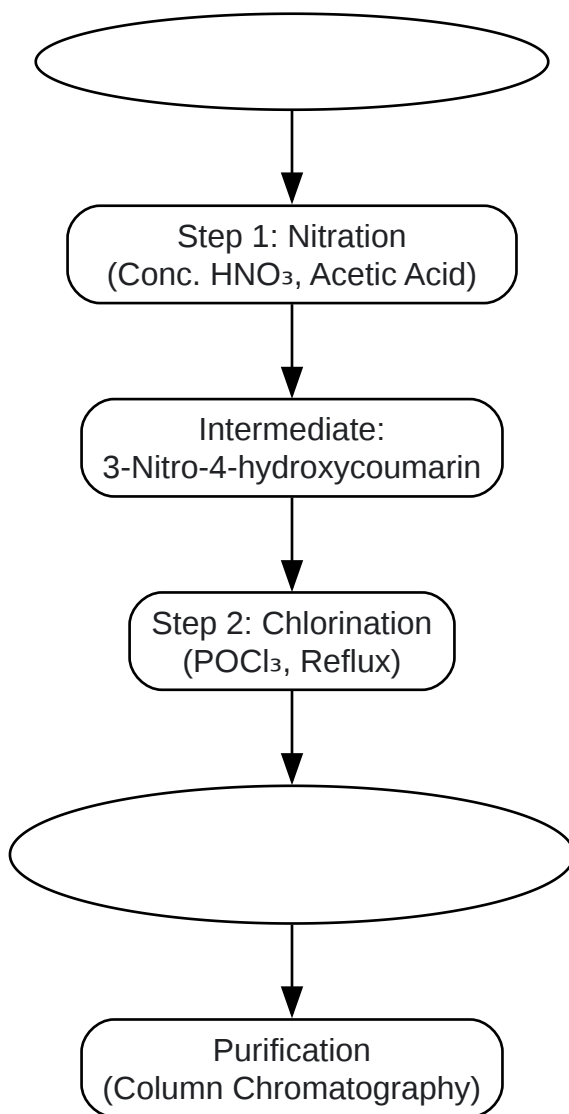 Step 1: Nitration
(Conc. HNO₃, Acetic Acid)
Intermediate:
3-Nitro-4-hydroxycoumarin
Step 2: Chlorination
(POCl₃, Reflux)
Purification
(Column Chromatography)